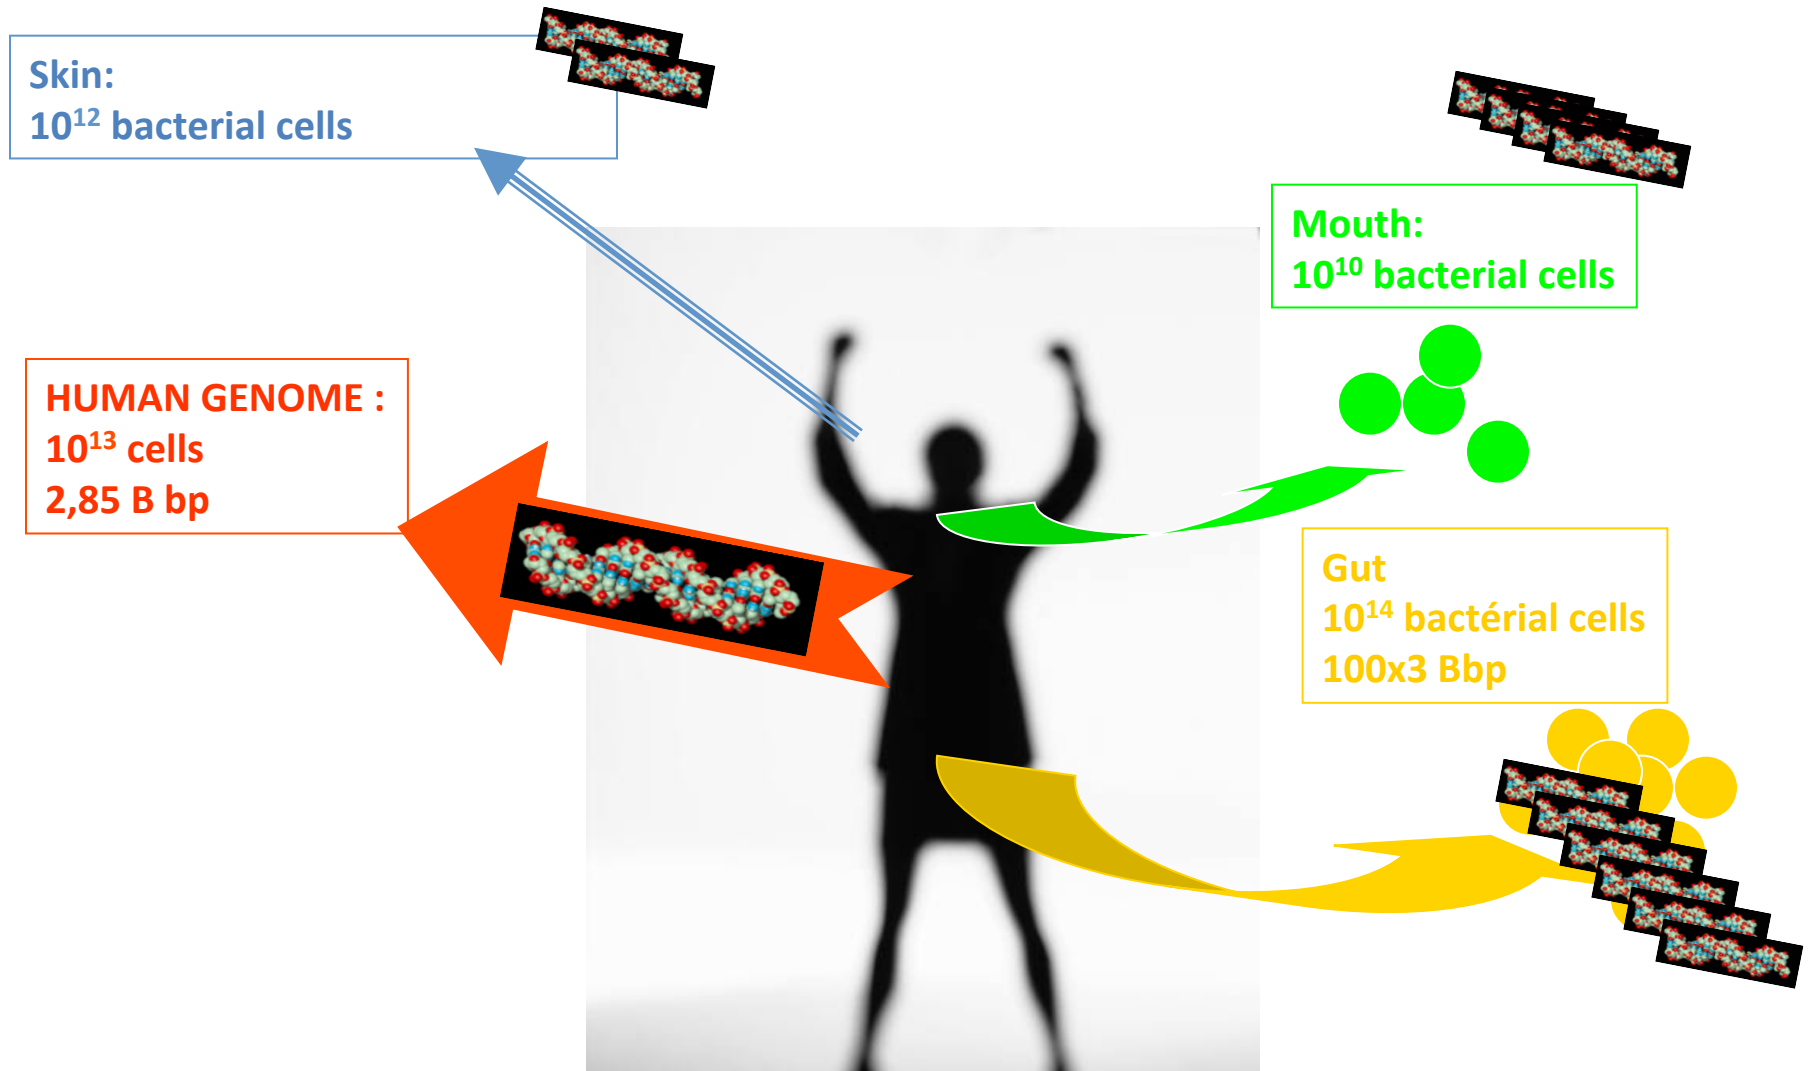 Skin:
10¹² bacterial cells
Mouth:
10¹⁰ bacterial cells
HUMAN GENOME :
10¹³ cells
2,85 B bp
Gut
10¹⁴ bactérial cells
100x3 Bbp